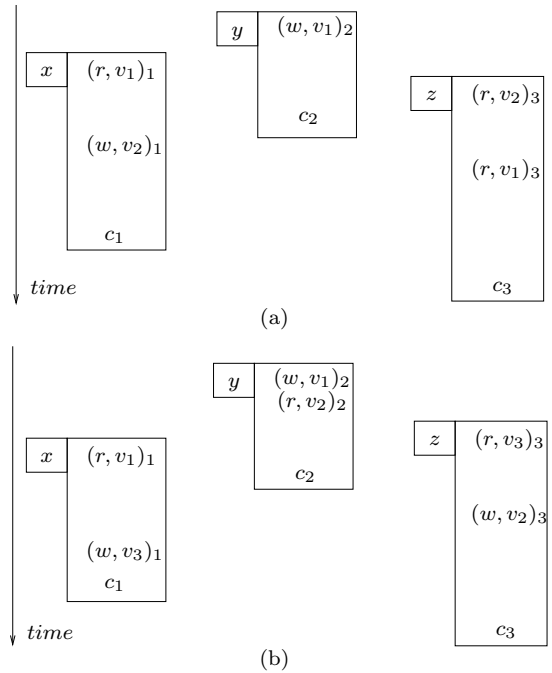 y (w, v₁)₂
x (r, v₁)₁
z (r, v₂)₃
c₂
(w, v₂)₁
(r, v₁)₃
c₁
c₃
time
(a)
y (w, v₁)₂
(r, v₂)₂
z (r, v₃)₃
x (r, v₁)₁
c₂
(w, v₂)₃
(w, v₃)₁
c₁
time
c₃
(b)